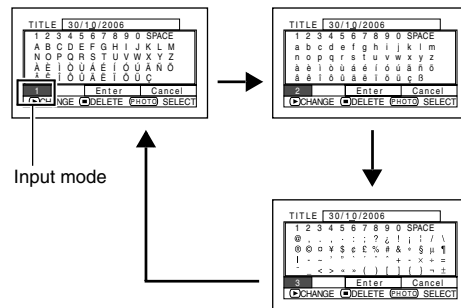 TITLE 30/10/2006
1 2 3 4 5 6 7 8 9 0 SPACE
A B C D E F G H I J K L M
N O P Q R S T U V W X Y Z
1 Enter Cancel
CHANGE DELETE PHOTO SELECT
Input mode
TITLE 30/10/2006
1 2 3 4 5 6 7 8 9 0 SPACE
a b c d e f g h i j k l m
n o p q r s t u v w x y z
2 Enter Cancel
CHANGE DELETE PHOTO SELECT
TITLE 30/10/2006
1 2 3 4 5 6 7 8 9 0 SPACE
3 Enter Cancel
CHANGE DELETE PHOTO SELECT